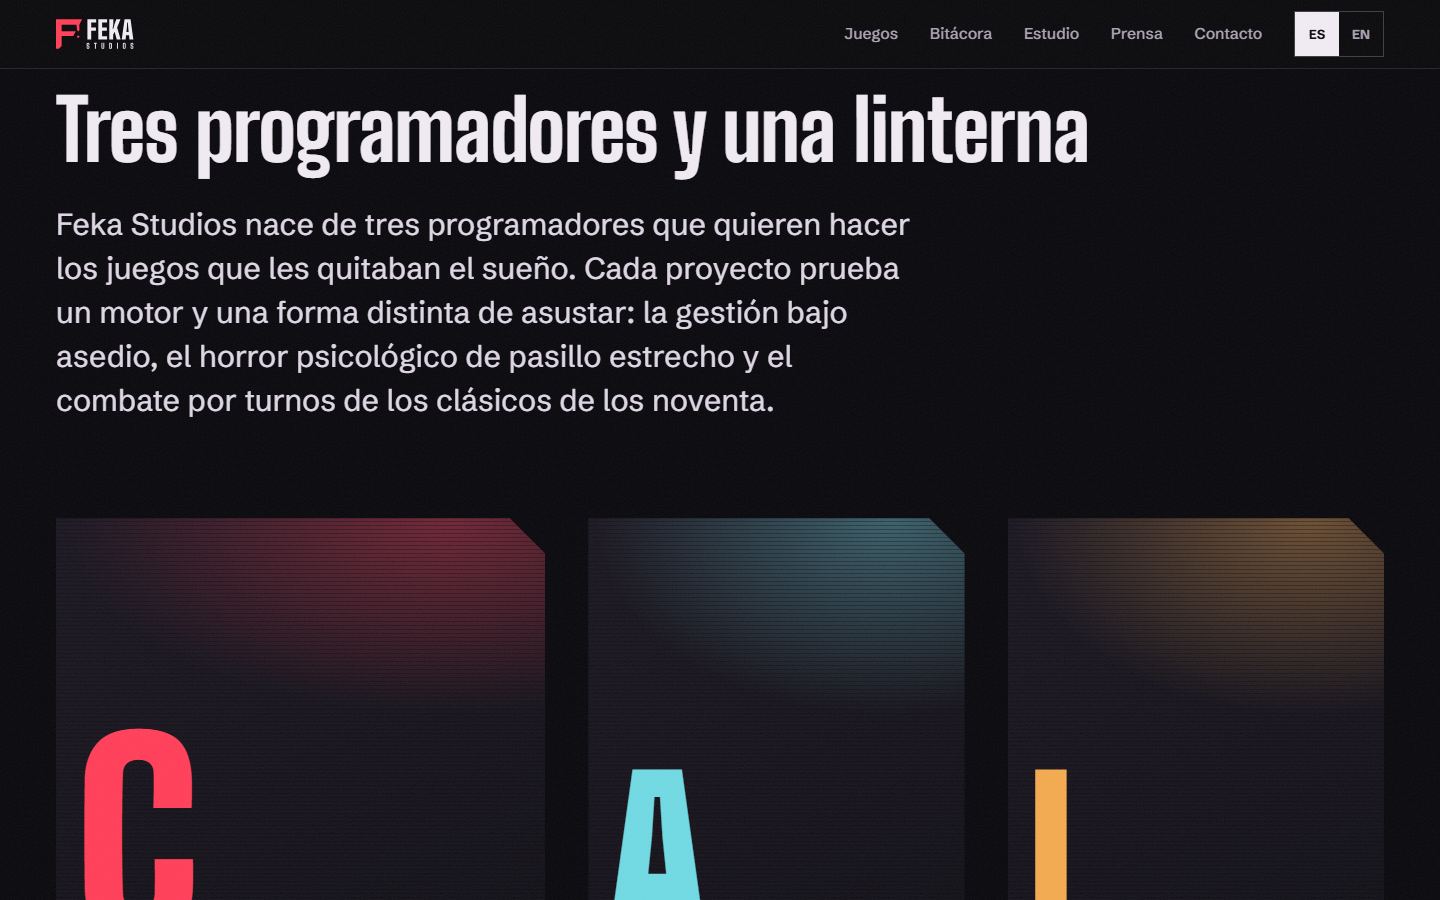 FEKA
STUDIOS
Juegos
Bitácora
Estudio
Prensa
Contacto
ES
EN
Tres programadores y una linterna
Feka Studios nace de tres programadores que quieren hacer
los juegos que les quitaban el sueño. Cada proyecto prueba
un motor y una forma distinta de asustar: la gestión bajo
asedio, el horror psicológico de pasillo estrecho y el
combate por turnos de los clásicos de los noventa.
C
A